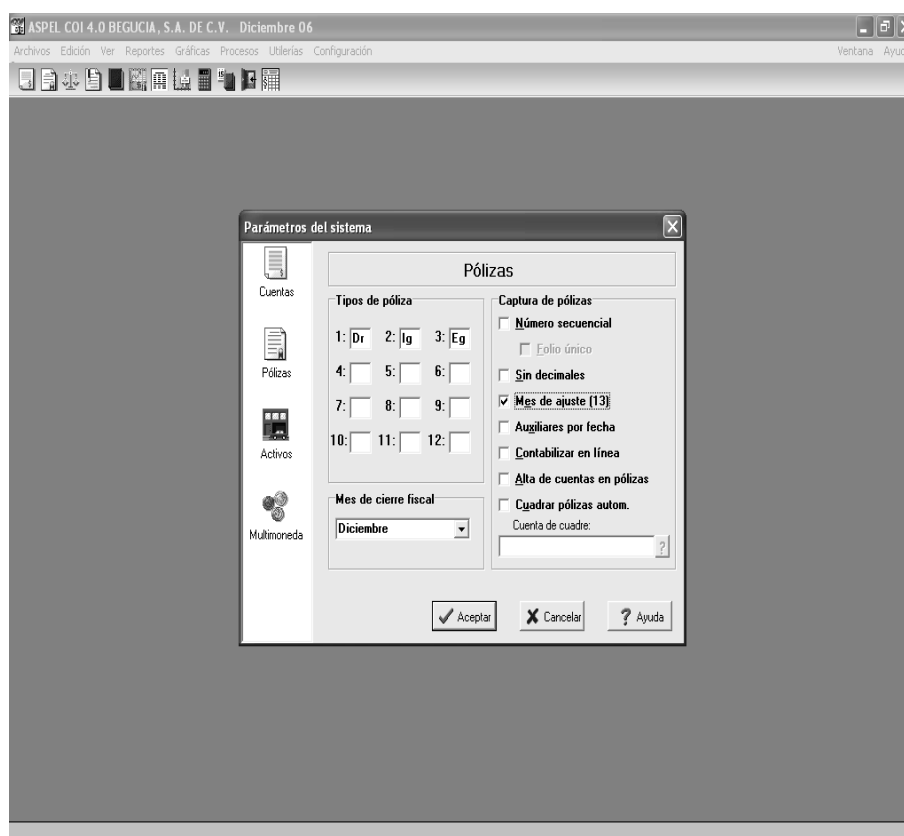 ASPEL COI 4.0 BEGUCIA, S.A. DE C.V. Diciembre 06
Archivos Edición Ver Reportes Gráficas Procesos Utilerías Configuración Ventana
Parámetros del sistema
Cuentas
Pólizas
Activos
Multimoneda
Pólizas
Tipos de póliza
1: Dr 2: Ig 3: Eg
4: 5: 6:
7: 8: 9:
10: 11: 12:
Mes de cierre fiscal
Diciembre
Captura de pólizas
Número secuencial
Folio único
Sin decimales
Mes de ajuste (13)
Auxiliares por fecha
Contabilizar en línea
Alta de cuentas en pólizas
Cuadrar pólizas autom.
Cuenta de cuadre:
?
Aceptar Cancelar ? Ayuda